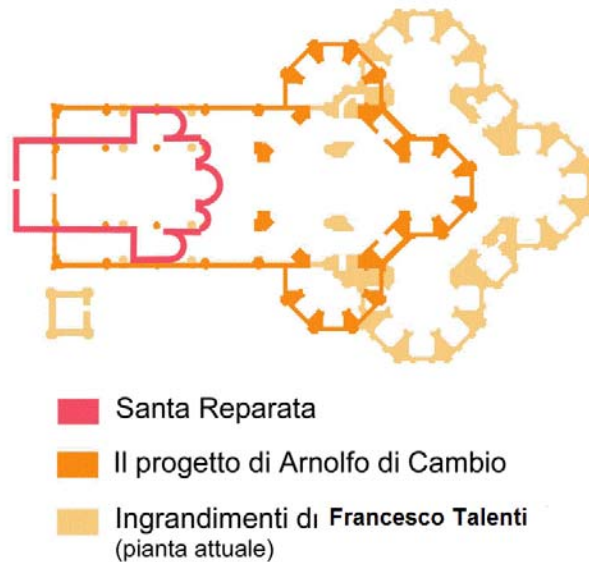 Santa Reparata
Il progetto di Arnolfo di Cambio
Ingrandimenti di Francesco Talenti
(pianta attuale)